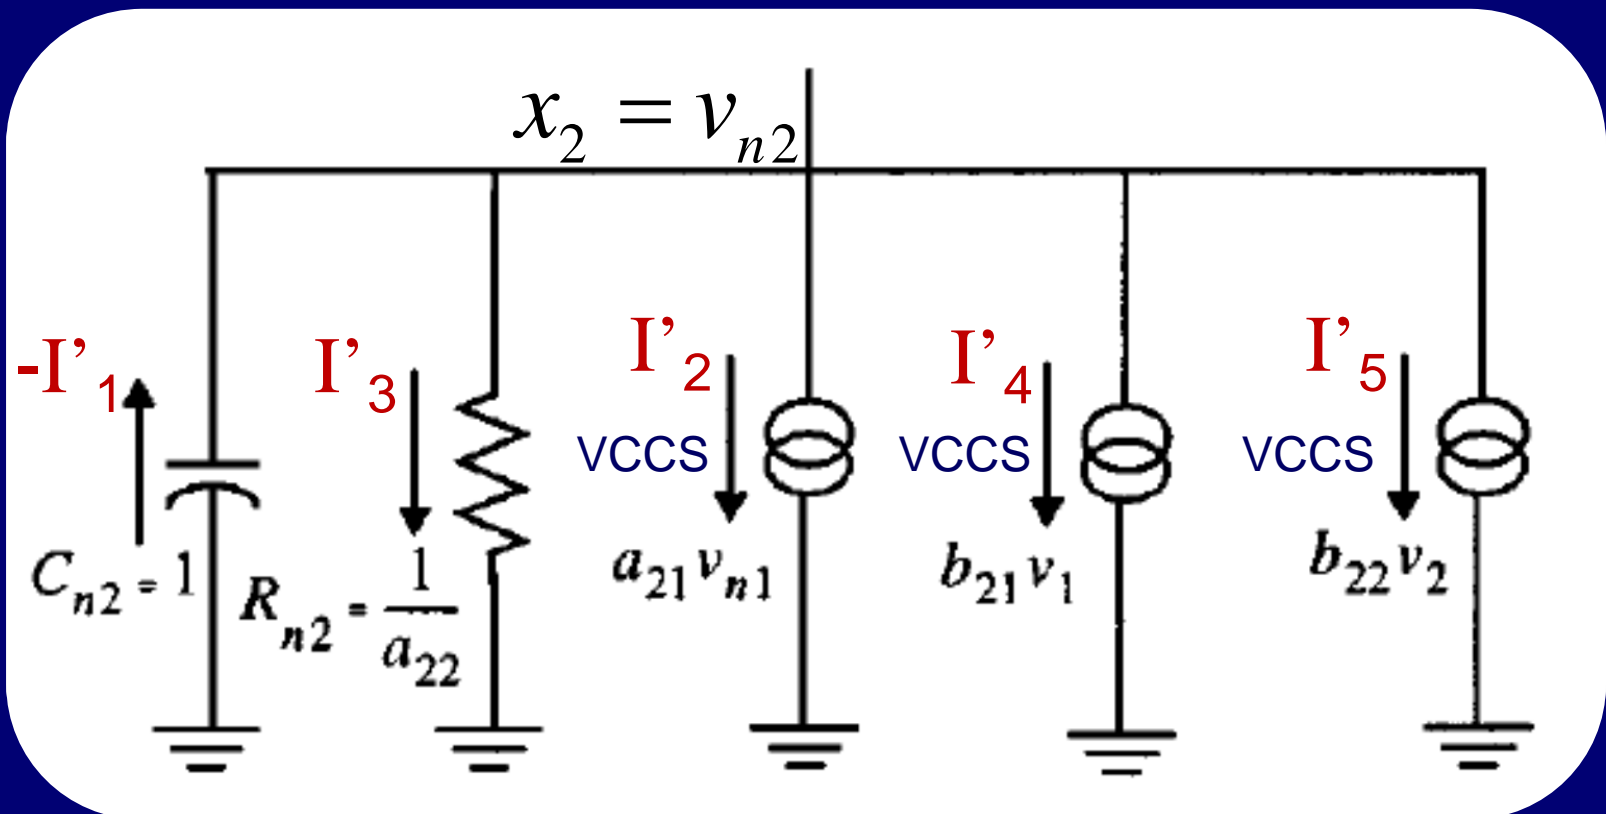 x₂ = vₙ₂
-I’₁
I’₃
I’₂
I’₄
I’₅
VCCS
VCCS
VCCS
Cₙ₂ = 1
Rₙ₂ = 1/a₂₂
a₂₁vₙ₁
b₂₁v₁
b₂₂v₂